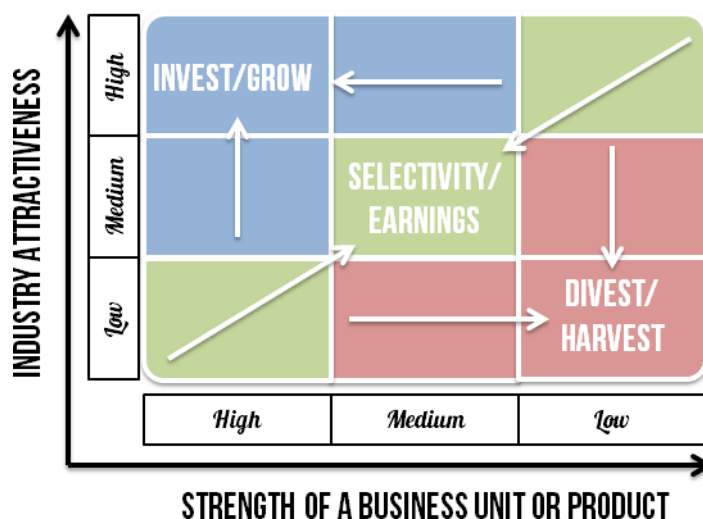 INDUSTRY ATTRACTIVENESS
High
Medium
Low
INVEST/GROW
SELECTIVITY/
EARNINGS
DIVEST/
HARVEST
High
Medium
Low
STRENGTH OF A BUSINESS UNIT OR PRODUCT